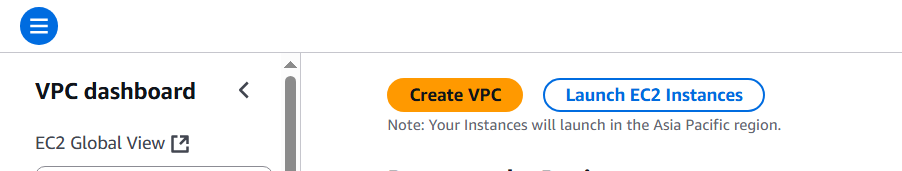 VPC dashboard
EC2 Global View
Create VPC
Launch EC2 Instances
Note: Your Instances will launch in the Asia Pacific region.